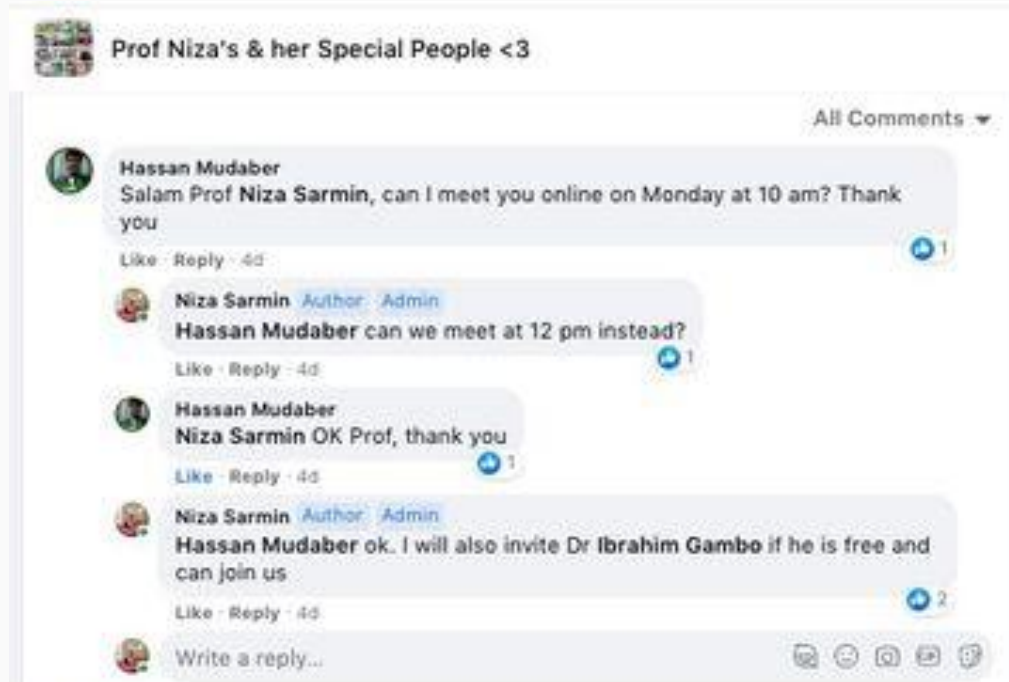 Prof Niza's & her Special People <3
All Comments
Hassan Mudaber
Salam Prof Niza Sarmin, can I meet you online on Monday at 10 am? Thank
you
1
Like · Reply · 4d
Niza Sarmin Author Admin
Hassan Mudaber can we meet at 12 pm instead?
1
Like · Reply · 4d
Hassan Mudaber
Niza Sarmin OK Prof, thank you
1
Like · Reply · 4d
Niza Sarmin Author Admin
Hassan Mudaber ok. I will also invite Dr Ibrahim Gambo if he is free and
can join us
2
Like · Reply · 4d
Write a reply...
GIF